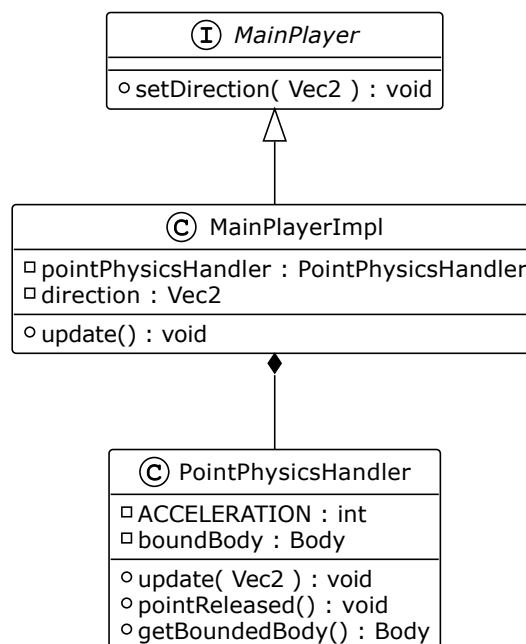 I MainPlayer
setDirection( Vec2 ) : void
C MainPlayerImpl
pointPhysicsHandler : PointPhysicsHandler
direction : Vec2
update() : void
C PointPhysicsHandler
ACCELERATION : int
boundBody : Body
update( Vec2 ) : void
pointReleased() : void
getBoundedBody() : Body